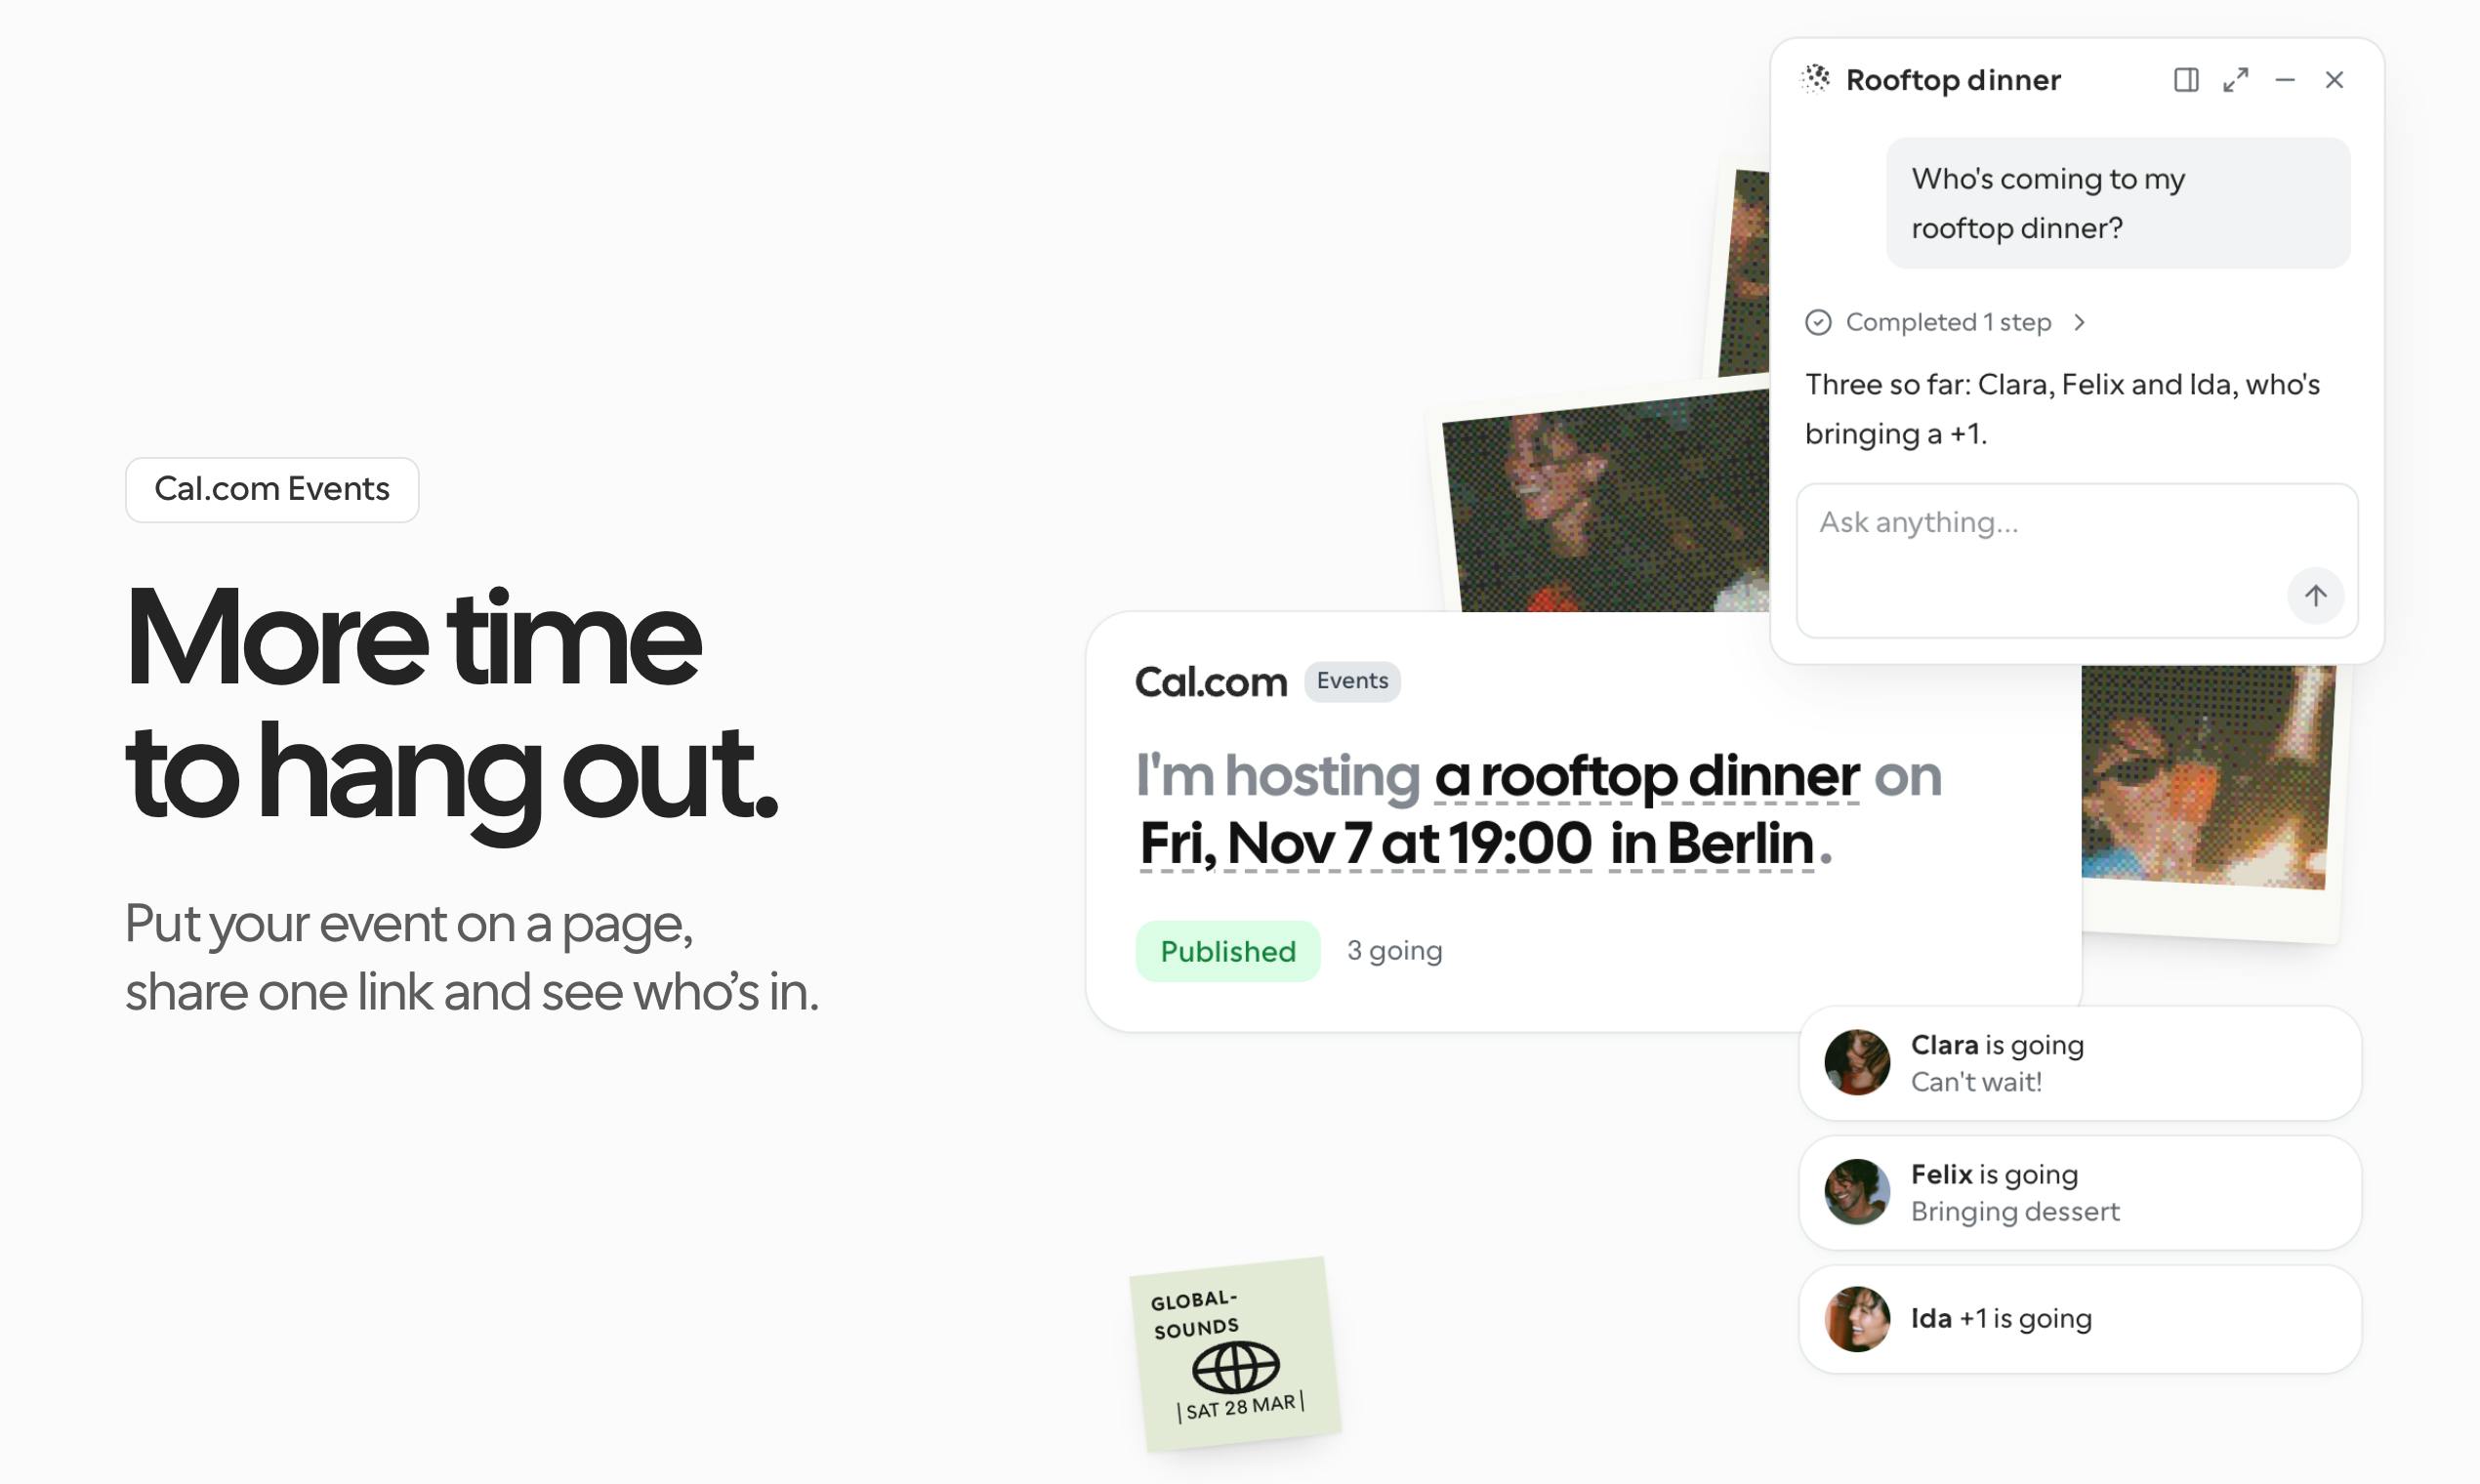 Cal.com Events
More time
to hang out.
Put your event on a page,
share one link and see who’s in.
Rooftop dinner
Who's coming to my
rooftop dinner?
Completed 1 step
Three so far: Clara, Felix and Ida, who's
bringing a +1.
Ask anything...
Cal.com Events
I'm hosting a rooftop dinner on
Fri, Nov 7 at 19:00 in Berlin.
Published 3 going
Clara is going
Can't wait!
Felix is going
Bringing dessert
Ida +1 is going
GLOBAL-
SOUNDS
| SAT 28 MAR |